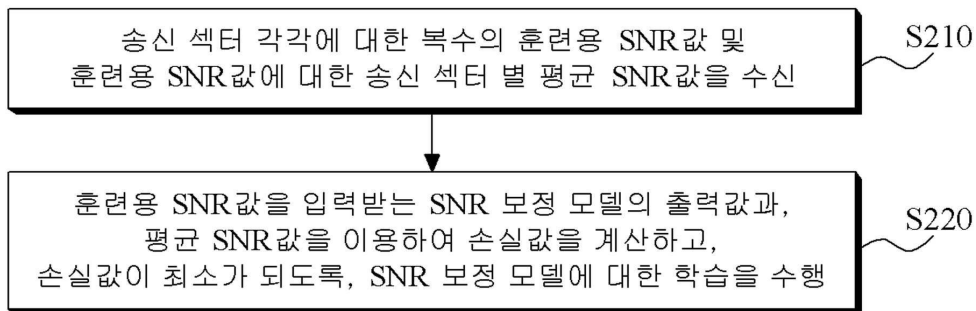 송신 섹터 각각에 대한 복수의 훈련용 SNR값 및
훈련용 SNR값에 대한 송신 섹터 별 평균 SNR값을 수신
S210
훈련용 SNR값을 입력받는 SNR 보정 모델의 출력값과,
평균 SNR값을 이용하여 손실값을 계산하고,
손실값이 최소가 되도록, SNR 보정 모델에 대한 학습을 수행
S220